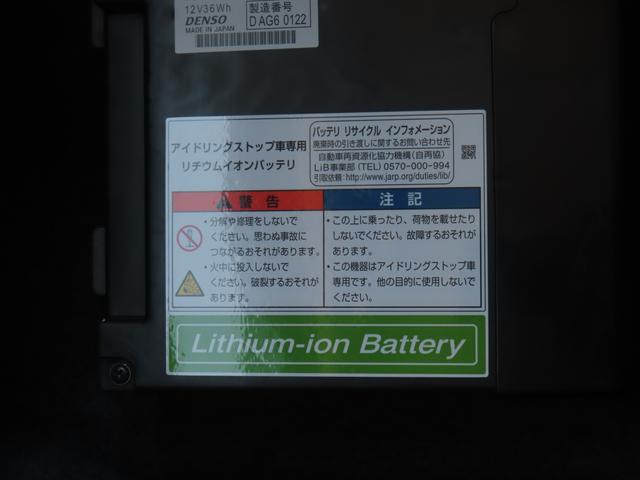 12V36Wh
DENSO
MADE IN JAPAN
製造番号
DAG6 0122
アイドリングストップ車専用
リチウムイオンバッテリ
バッテリ リサイクル インフォメーション
廃棄時の引き渡しに関するお問い合わせ先
自動車再資源化協力機構(自再協)
LiB事業部(TEL) 0570-000-994
引取依頼:http://www.jarp.org/duties/lib/
警告
・分解や修理をしないで
ください。思わぬ事故に
つながるおそれがあります。
・火中に投入しないで
ください。破裂するおそれが
あります。
注記
・この上に乗ったり、荷物を載せたり
しないでください。故障するおそれが
あります。
・この機器はアイドリングストップ車
専用です。他の目的に使用しないで
ください。
Lithium-ion Battery